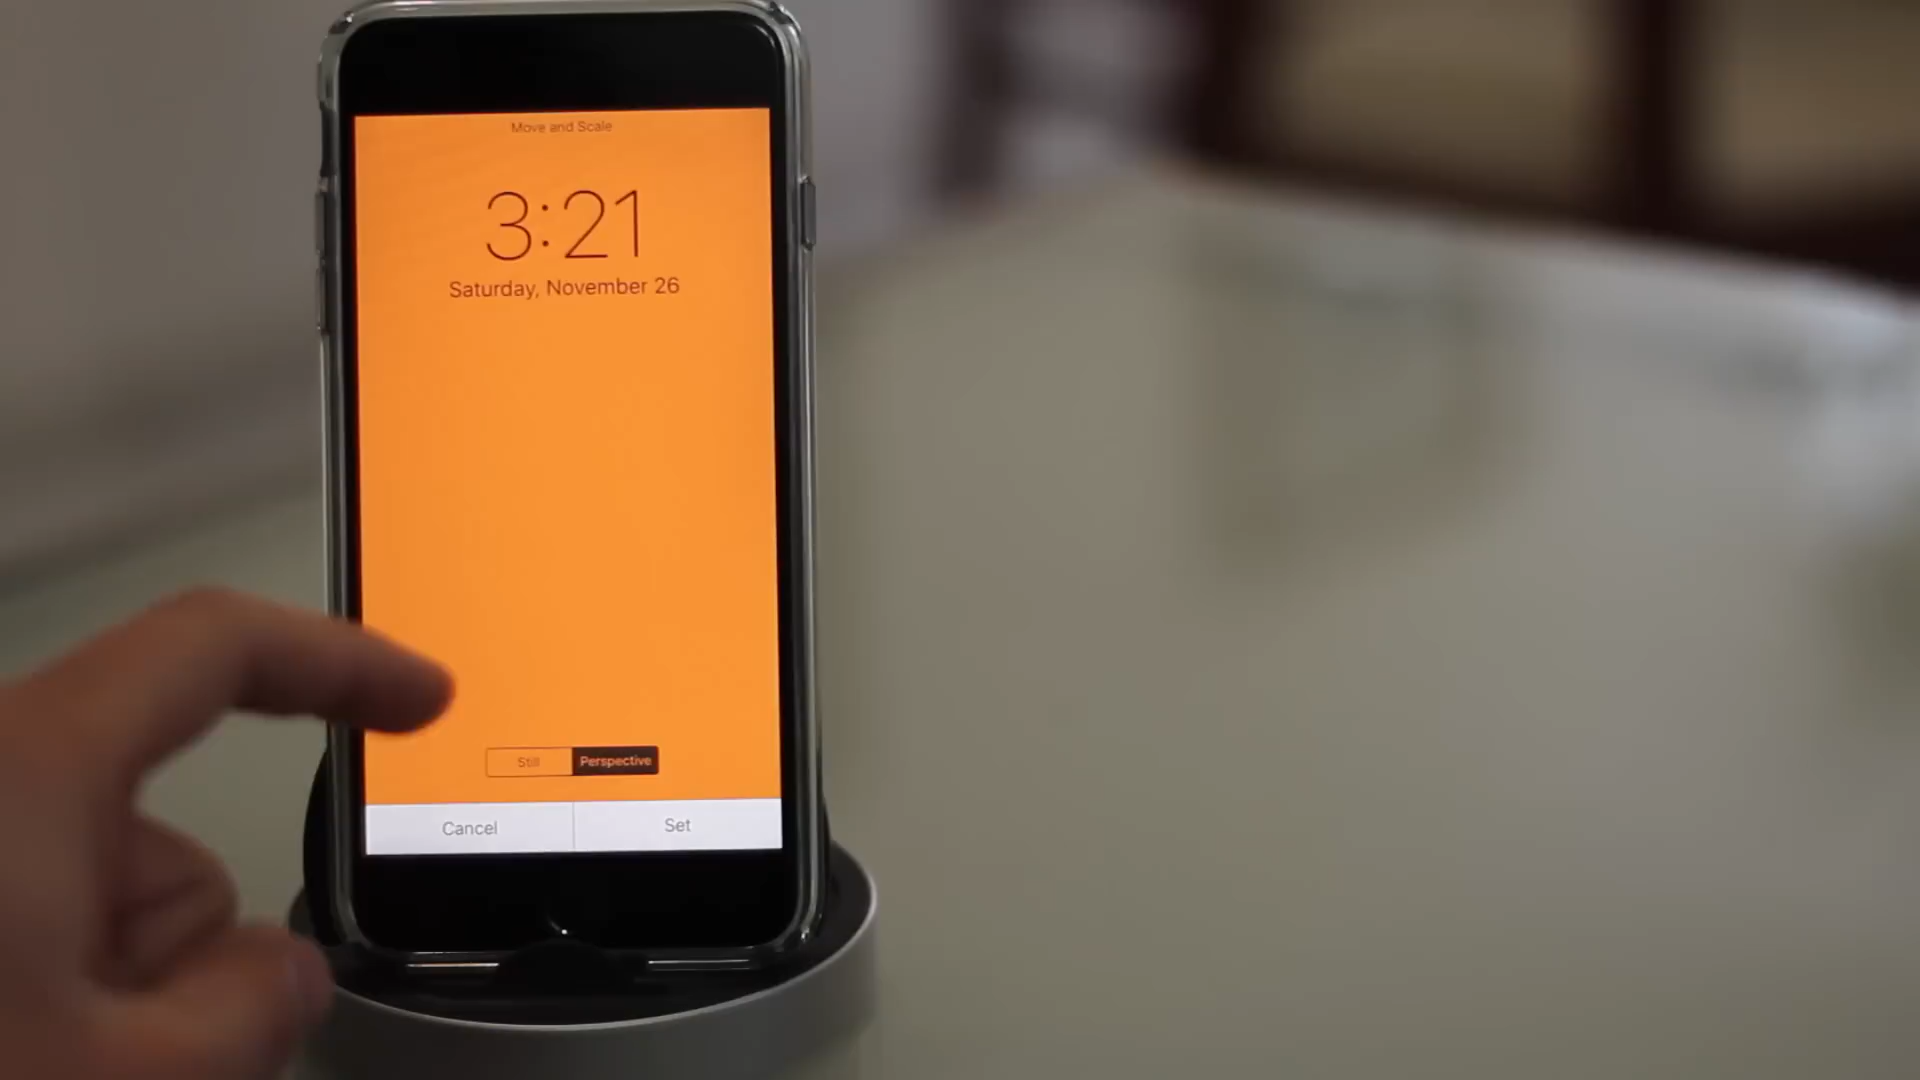 Move and Scale
3:21
Saturday, November 26
Still Perspective
Cancel Set